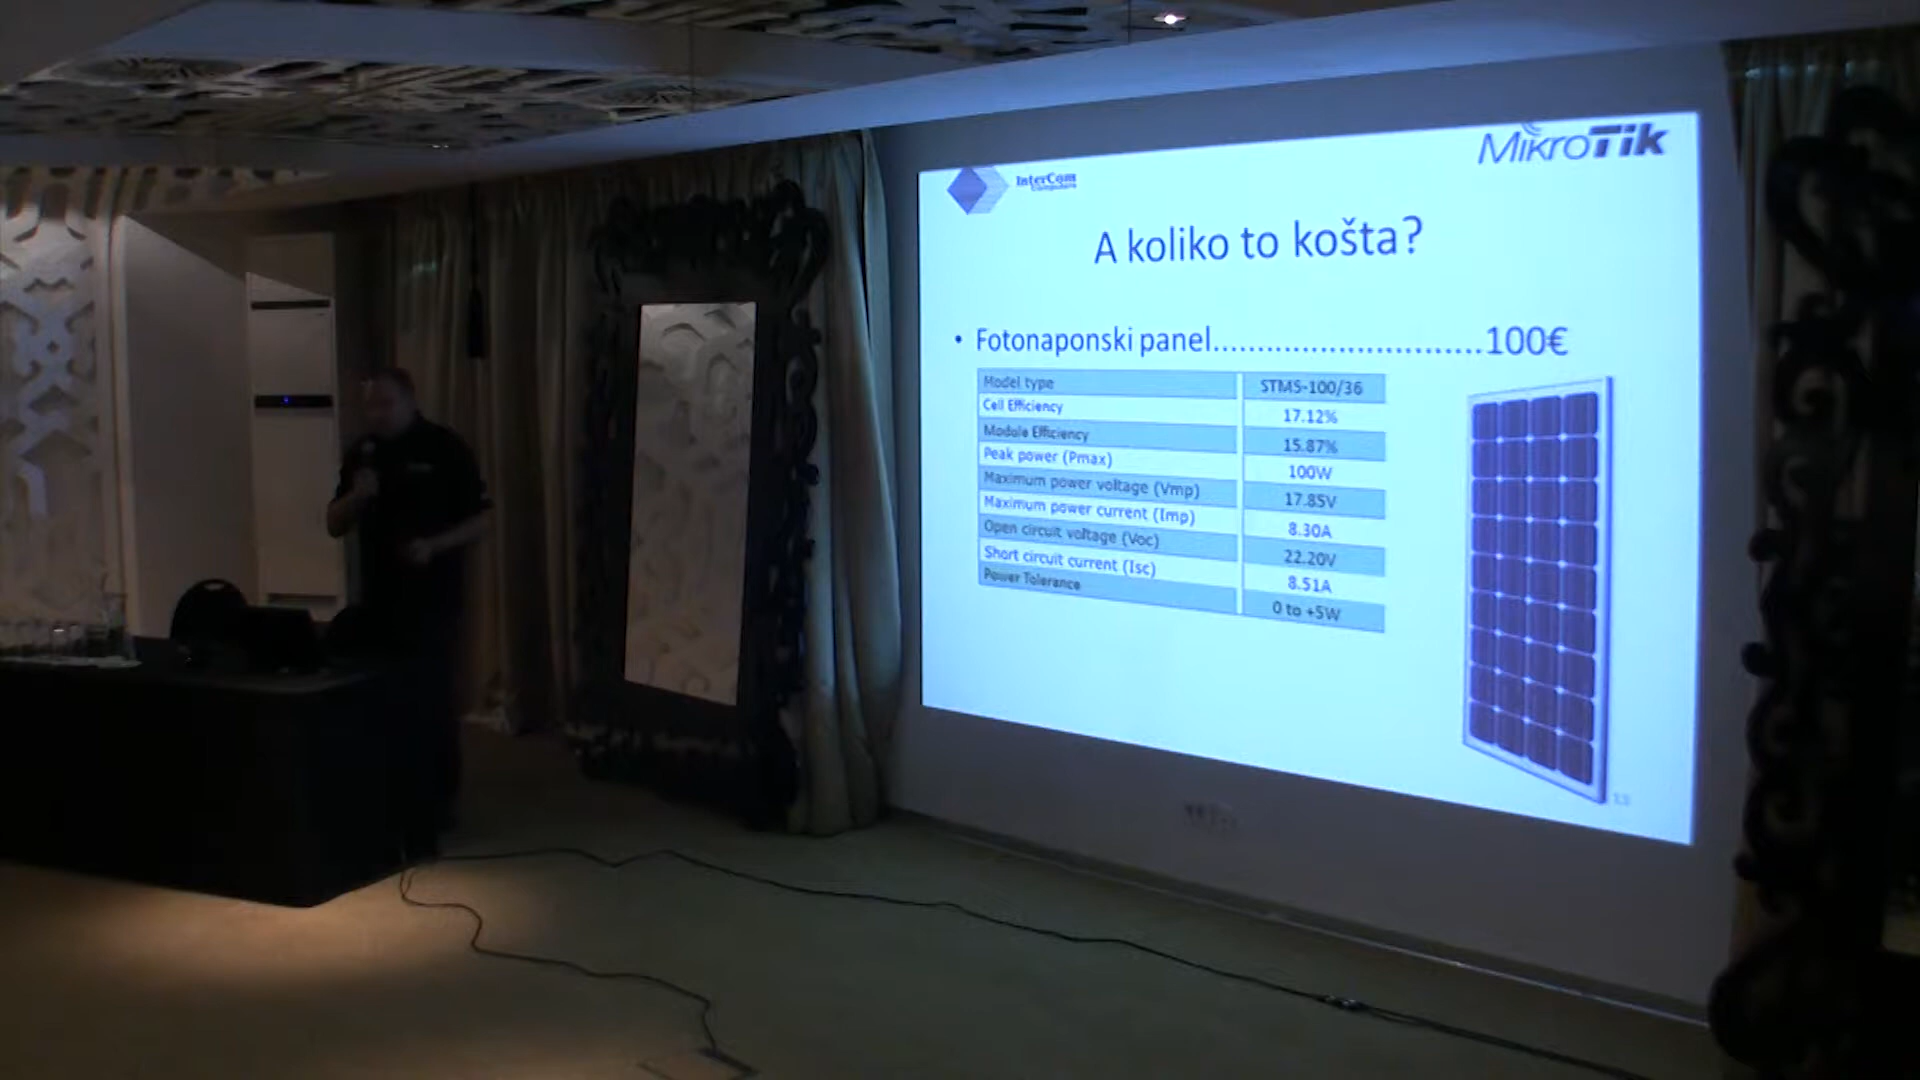 MikroTik
InterCom
Computers
A koliko to košta?
• Fotonaponski panel..............................100€
Model type STM5-100/36
Cell Efficiency 17.12%
Module Efficiency 15.87%
Peak power (Pmax) 100W
Maximum power voltage (Vmp) 17.85V
Maximum power current (Imp) 8.30A
Open circuit voltage (Voc) 22.20V
Short circuit current (Isc) 8.51A
Power Tolerance 0 to +5W